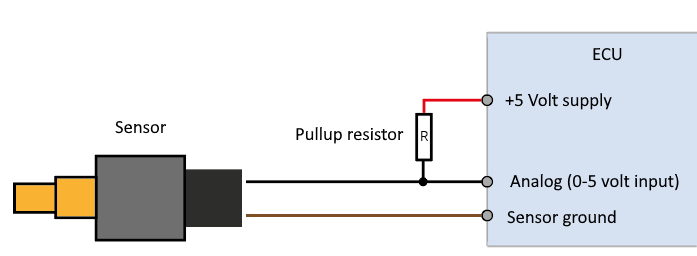 ECU
+5 Volt supply
Sensor
Pullup resistor
R
Analog (0-5 volt input)
Sensor ground